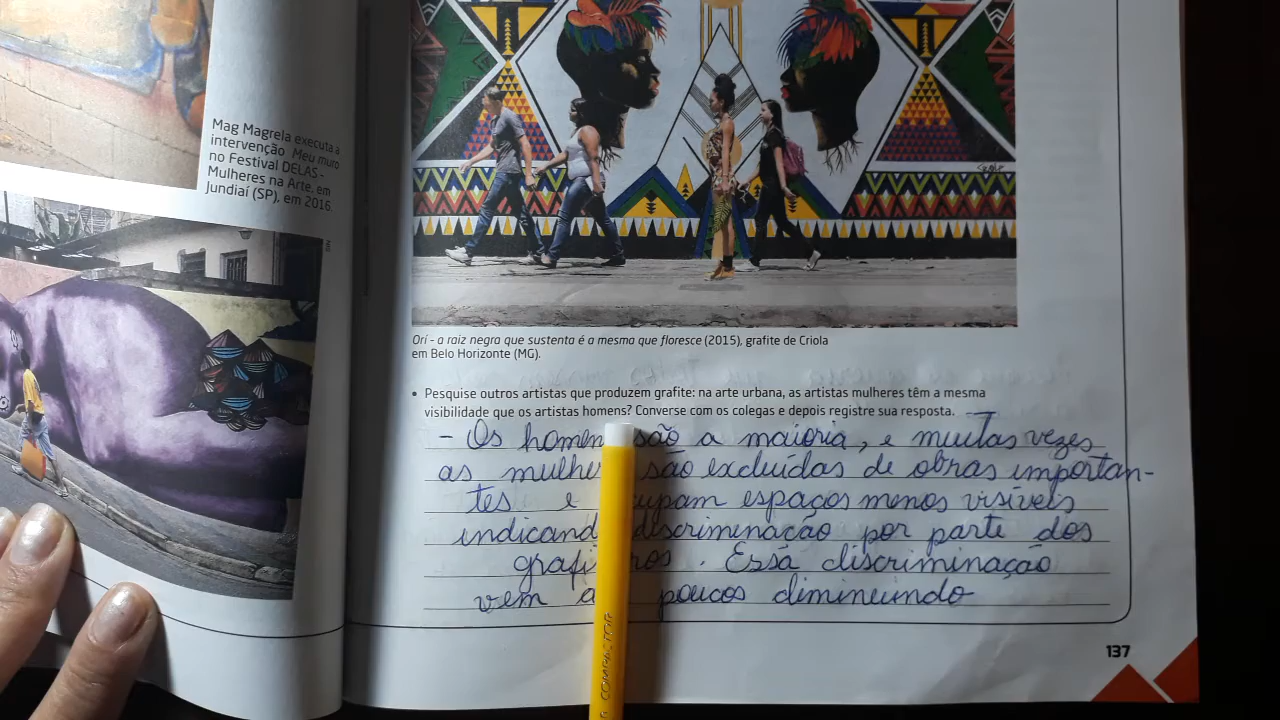 Mag Magrela executa a
intervenção Meu muro
no Festival DELAS -
Mulheres na Arte, em
Jundiaí (SP), em 2016.
Ori - a raiz negra que sustenta é a mesma que floresce (2015), grafite de Criola
em Belo Horizonte (MG).
• Pesquise outros artistas que produzem grafite: na arte urbana, as artistas mulheres têm a mesma
visibilidade que os artistas homens? Converse com os colegas e depois registre sua resposta.
- Os homen são a maioria, e muitas vezes
as mulhe são excluídas de obras importan-
tes e upam espaços menos visíveis
indicand discrimenação por parte dos
grafi ros. Essa discriminação
vem a poucos diminuindo
137
COMPACTOR